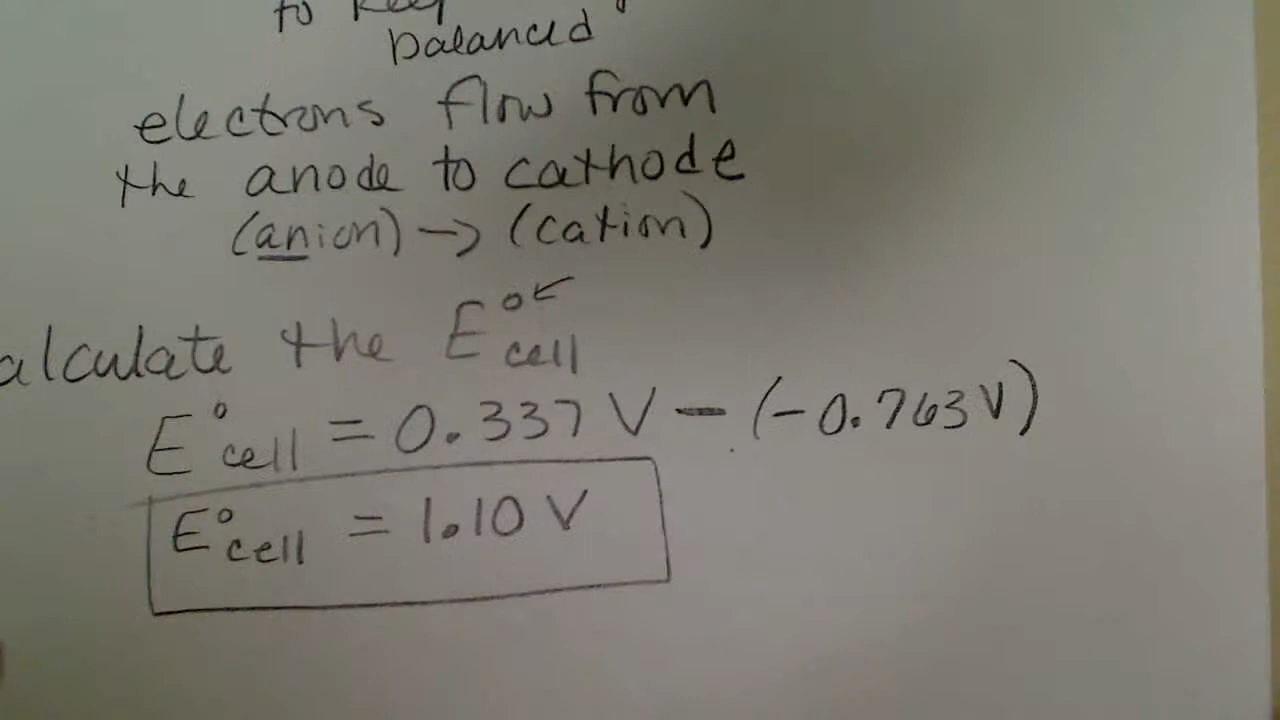 to
balanced
electrons flow from
the anode to cathode
(anion) → (cation)
alculate the E°← cell
E°cell = 0.337 V - (-0.763 V)
E°cell = 1.10 V